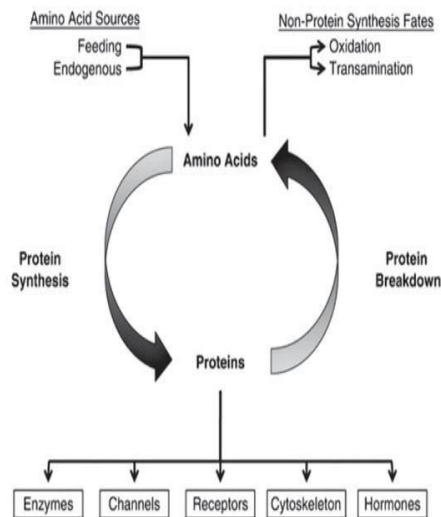 Amino Acid Sources
Feeding
Endogenous
Non-Protein Synthesis Fates
Oxidation
Transamination
Amino Acids
Protein
Synthesis
Protein
Breakdown
Proteins
Enzymes
Channels
Receptors
Cytoskeleton
Hormones